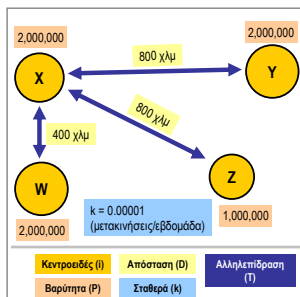 2,000,000
2,000,000
800 χλμ
X
Y
800 χλμ
400 χλμ
W
Z
k = 0.00001
(μετακινήσεις/εβδομάδα)
1,000,000
2,000,000
Κεντροειδές (i)
Απόσταση (D)
Αλληλεπίδραση
(T)
Βαρύτητα (P)
Σταθερά (k)